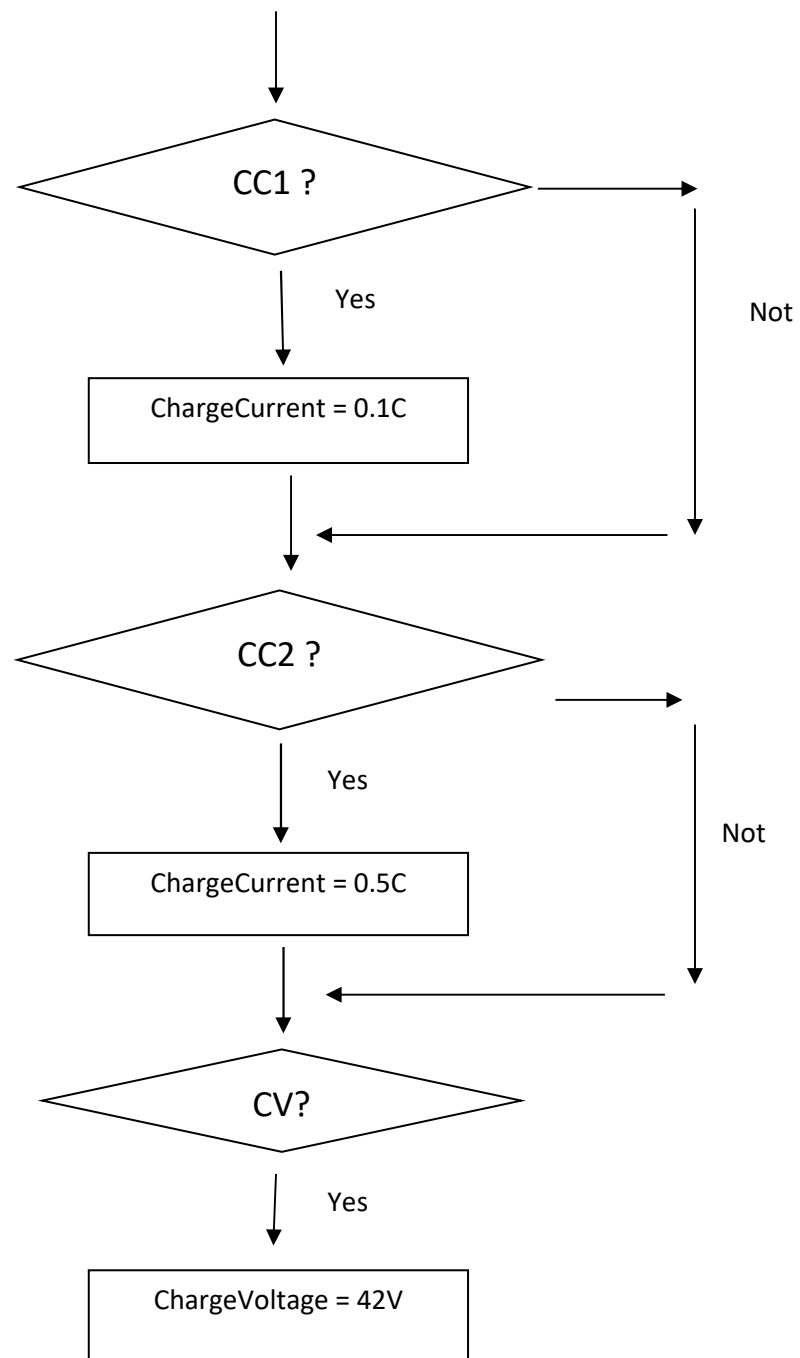 CC1 ?
Yes
Not
ChargeCurrent = 0.1C
CC2 ?
Yes
Not
ChargeCurrent = 0.5C
CV?
Yes
ChargeVoltage = 42V